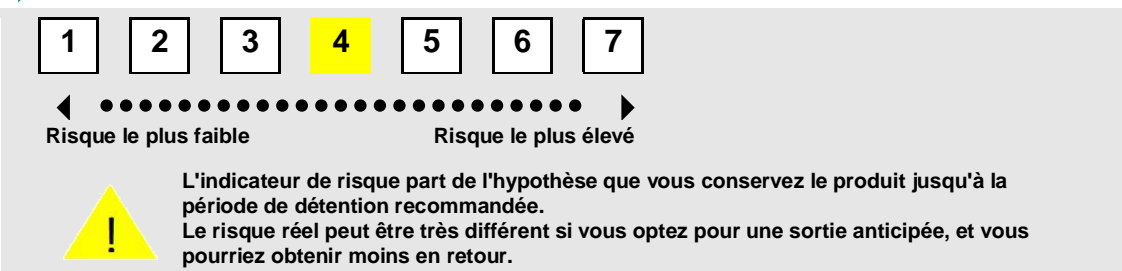 1 2 3 4 5 6 7
Risque le plus faible Risque le plus élevé
L'indicateur de risque part de l'hypothèse que vous conservez le produit jusqu'à la
période de détention recommandée.
Le risque réel peut être très différent si vous optez pour une sortie anticipée, et vous
pourriez obtenir moins en retour.
!